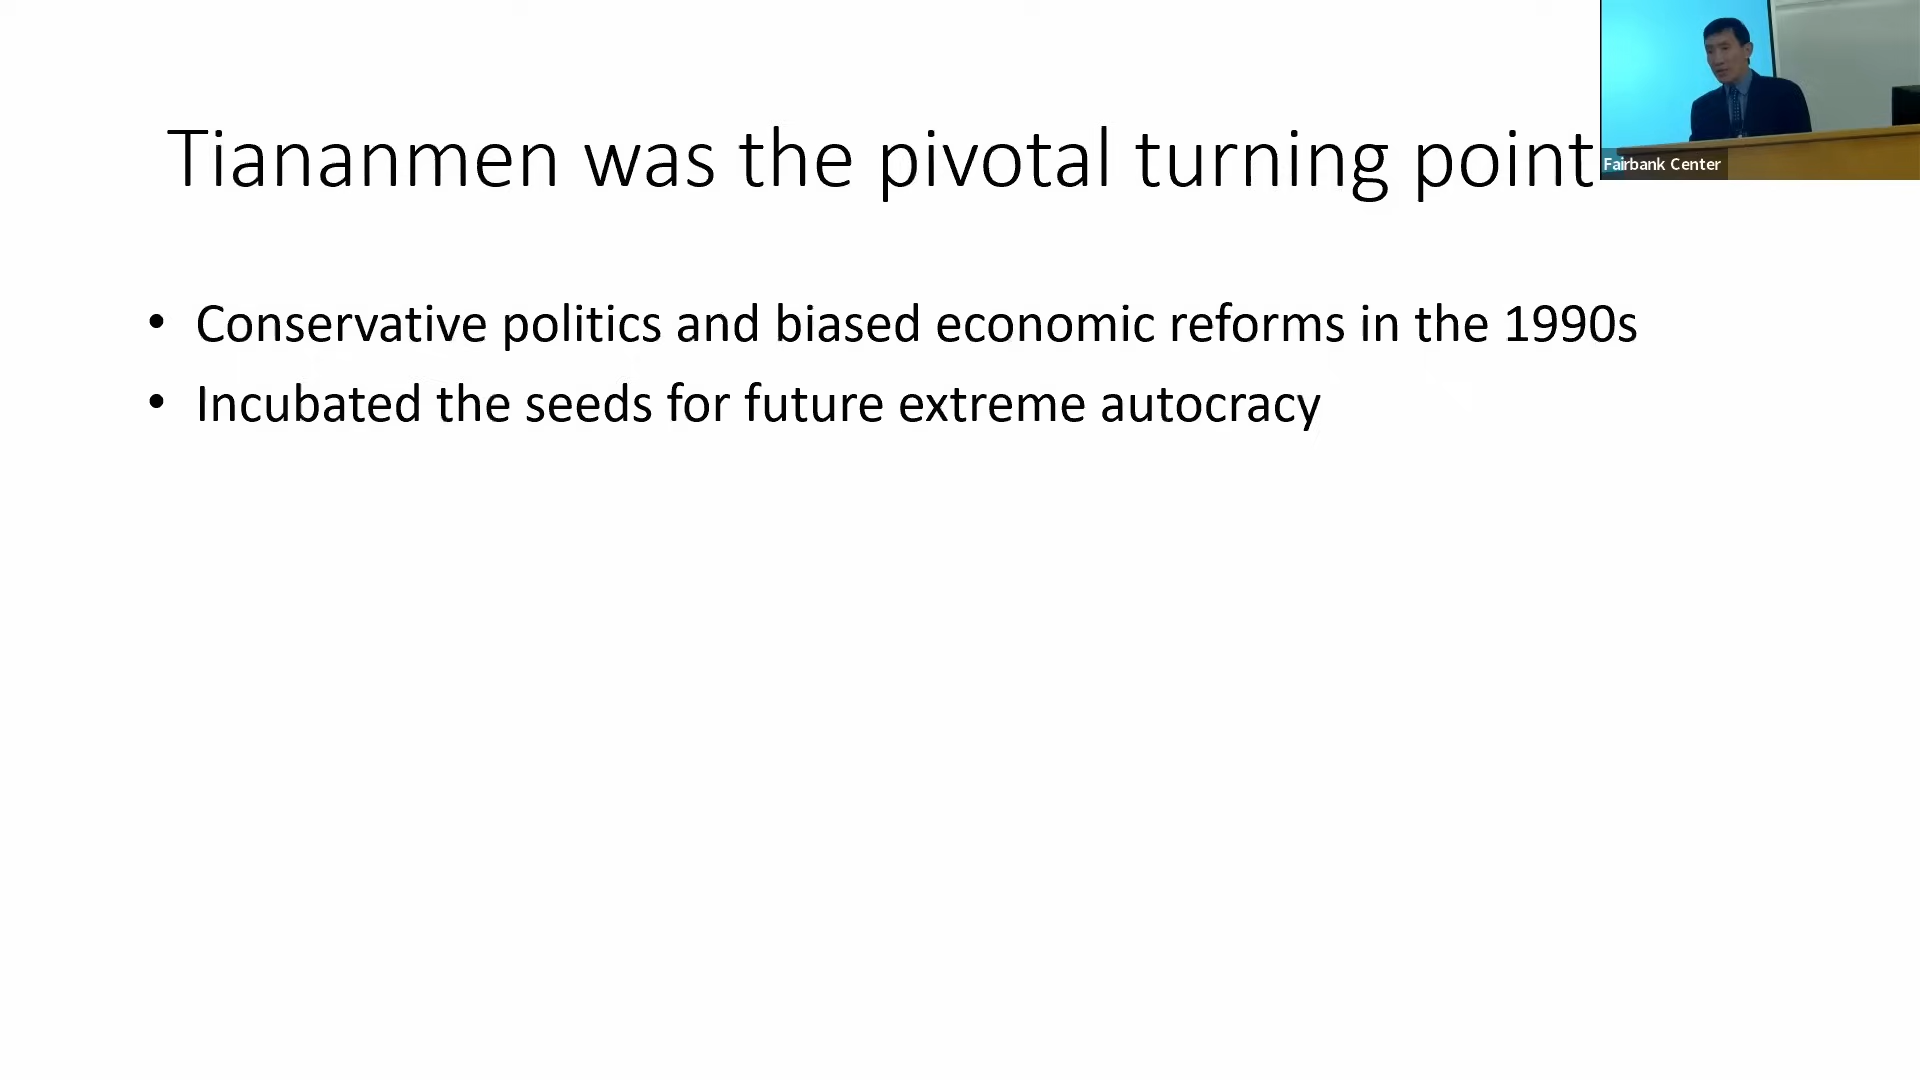 Tiananmen was the pivotal turning point
Fairbank Center
• Conservative politics and biased economic reforms in the 1990s
• Incubated the seeds for future extreme autocracy